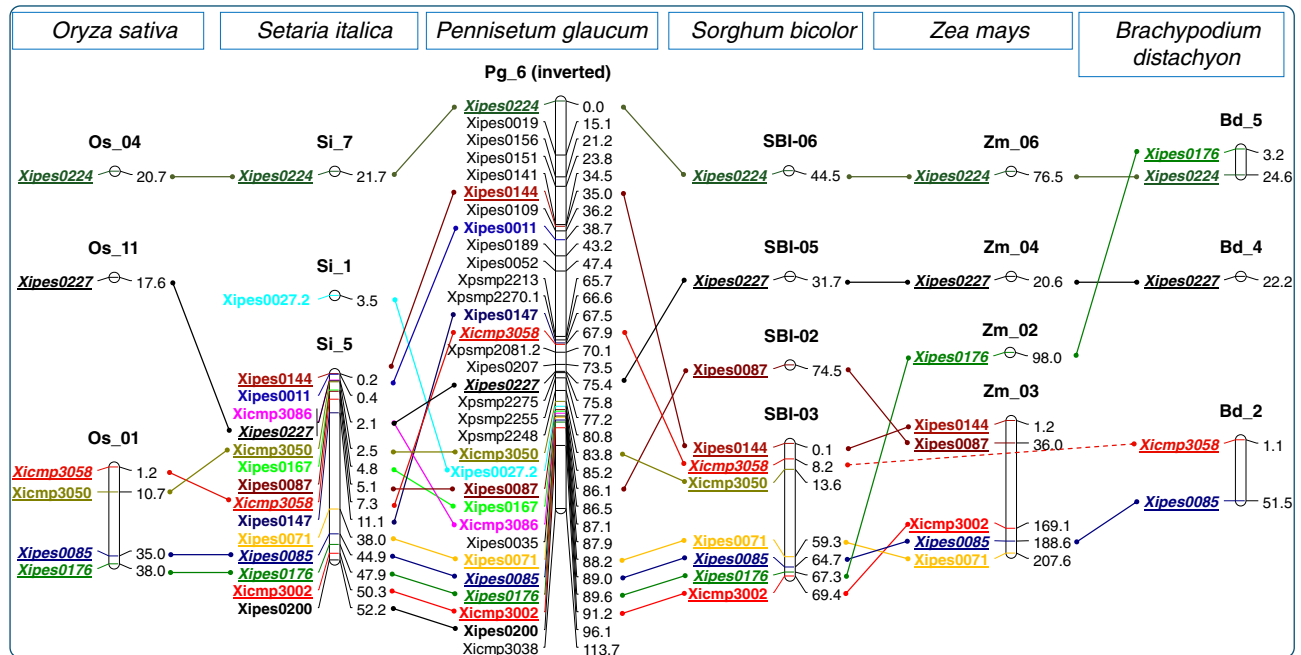 Oryza sativa
Os_04
Xipes0224 20.7
Os_11
Xipes0227 17.6
Os_01
Xicmp3058 1.2
Xicmp3050 10.7
Xipes0085 35.0
Xipes0176 38.0
Setaria italica
Si_7
Xipes0224 21.7
Si_1
Xipes0027.2 3.5
Si_5
Xipes0144 0.2
Xipes0011 0.4
Xicmp3086
Xipes0227 2.1
Xicmp3050 2.5
Xipes0167 4.8
Xipes0087 5.1
Xicmp3058 7.3
Xipes0147 11.1
Xipes0071 38.0
Xipes0085 44.9
Xipes0176 47.9
Xicmp3002 50.3
Xipes0200 52.2
Pennisetum glaucum
Pg_6 (inverted)
Xipes0224 0.0
Xipes0019 15.1
Xipes0156 21.2
Xipes0151 23.8
Xipes0141 34.5
Xipes0144 35.0
Xipes0109 36.2
Xipes0011 38.7
Xipes0189 43.2
Xipes0052 47.4
Xpsmp2213 65.7
Xpsmp2270.1 66.6
Xipes0147 67.5
Xicmp3058 67.9
Xpsmp2081.2 70.1
Xipes0207 73.5
Xipes0227 75.4
Xpsmp2275 75.8
Xpsmp2255 77.2
Xpsmp2248 80.8
Xicmp3050 83.8
Xipes0027.2 85.2
Xipes0087 86.1
Xipes0167 86.5
Xicmp3086 87.1
Xipes0035 87.9
Xipes0071 88.2
Xipes0085 89.0
Xipes0176 89.6
Xicmp3002 91.2
Xipes0200 96.1
Xicmp3038 113.7
Sorghum bicolor
SBI-06
Xipes0224 44.5
SBI-05
Xipes0227 31.7
SBI-02
Xipes0087 74.5
SBI-03
Xipes0144 0.1
Xicmp3058 8.2
Xicmp3050 13.6
Xipes0071 59.3
Xipes0085 64.7
Xipes0176 67.3
Xicmp3002 69.4
Zea mays
Zm_06
Xipes0224 76.5
Zm_04
Xipes0227 20.6
Zm_02
Xipes0176 98.0
Zm_03
Xipes0144 1.2
Xipes0087 36.0
Xicmp3002 169.1
Xipes0085 188.6
Xipes0071 207.6
Brachypodium
distachyon
Bd_5
Xipes0176 3.2
Xipes0224 24.6
Bd_4
Xipes0227 22.2
Bd_2
Xicmp3058 1.1
Xipes0085 51.5